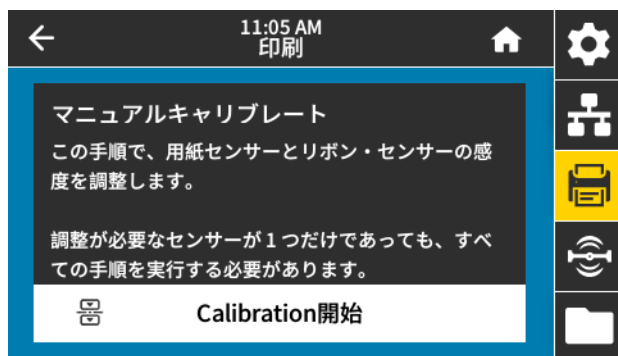 11:05 AM
印刷
マニュアルキャリブレート
この手順で、用紙センサーとリボン・センサーの感
度を調整します。
調整が必要なセンサーが１つだけであっても、すべ
ての手順を実行する必要があります。
Calibration開始